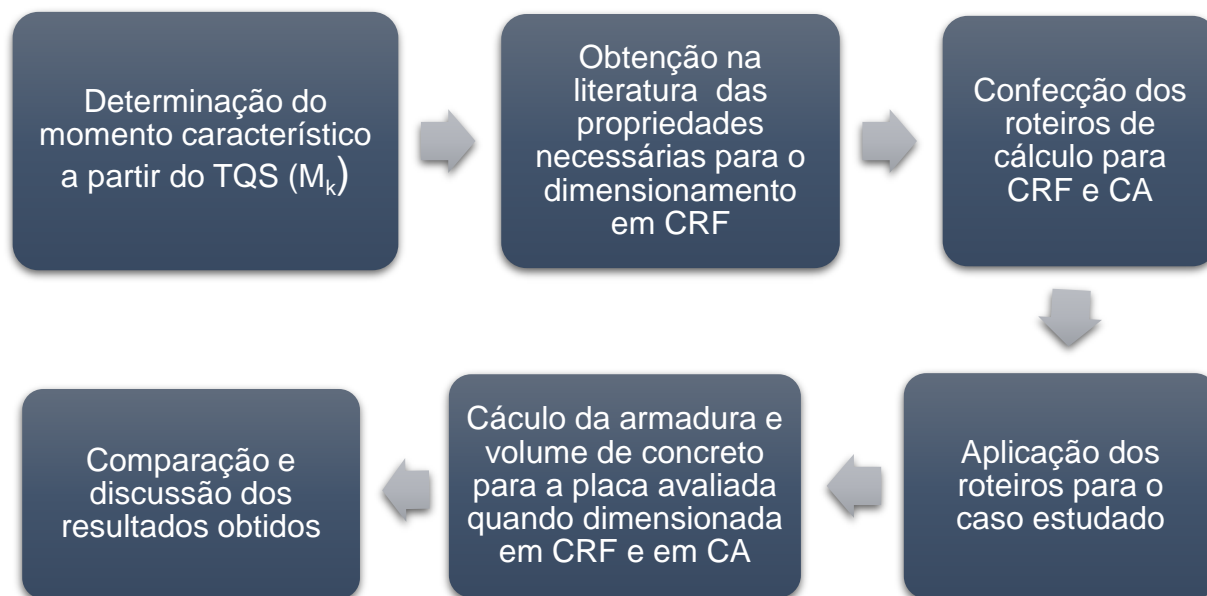 Determinação do
momento característico
a partir do TQS (Mk)
Obtenção na
literatura das
propriedades
necessárias para o
dimensionamento
em CRF
Confecção dos
roteiros de
cálculo para
CRF e CA
Aplicação dos
roteiros para o
caso estudado
Cáculo da armadura e
volume de concreto
para a placa avaliada
quando dimensionada
em CRF e em CA
Comparação e
discussão dos
resultados obtidos